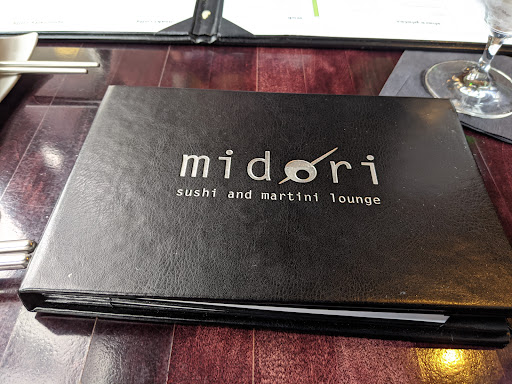 midori
sushi and martini lounge